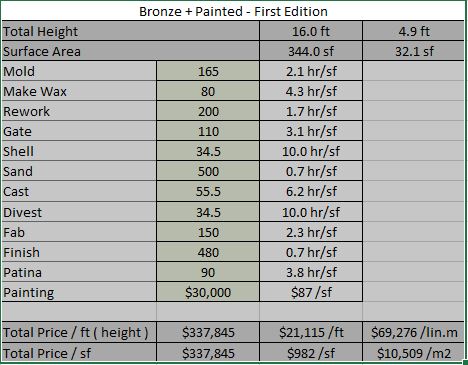 Bronze + Painted - First Edition
Total Height 16.0 ft 4.9 ft
Surface Area 344.0 sf 32.1 sf
Mold 165 2.1 hr/sf
Make Wax 80 4.3 hr/sf
Rework 200 1.7 hr/sf
Gate 110 3.1 hr/sf
Shell 34.5 10.0 hr/sf
Sand 500 0.7 hr/sf
Cast 55.5 6.2 hr/sf
Divest 34.5 10.0 hr/sf
Fab 150 2.3 hr/sf
Finish 480 0.7 hr/sf
Patina 90 3.8 hr/sf
Painting $30,000 $87 /sf
Total Price / ft ( height ) $337,845 $21,115 /ft $69,276 /lin.m
Total Price / sf $337,845 $982 /sf $10,509 /m2